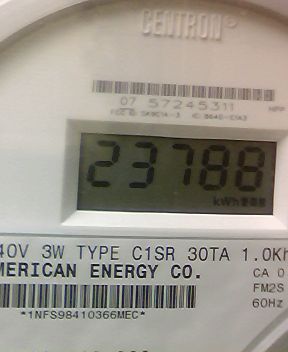 CENTRON®
07 57245311
23788
kWh
40V 3W TYPE C1SR 30TA 1.0Kh
MERICAN ENERGY CO.
CA 0
FM2S
60Hz
*1NFS98410366MEC*